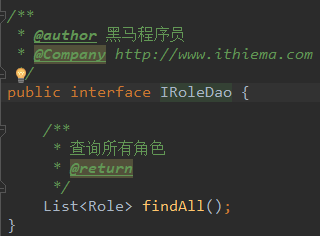 /**
* @author 黑马程序员
* @Company http://www.ithiema.com
*/
public interface IRoleDao {
/**
* 查询所有角色
* @return
*/
List<Role> findAll();
}